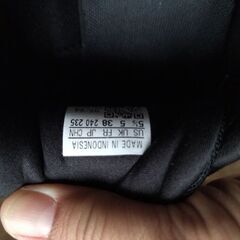 MADE IN INDONESIA
US UK FR JP CHN
5½ 5 38 240 235